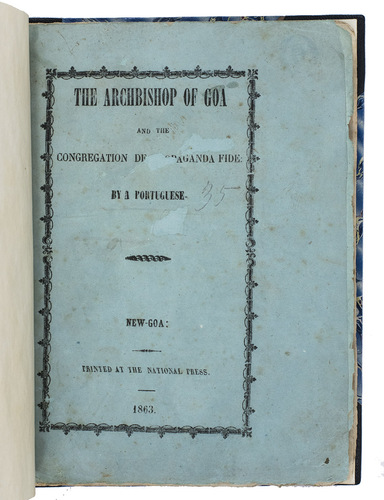 THE ARCHBISHOP OF GOA
AND THE
CONGREGATION DE PAGANDA FIDE:
BY A PORTUGUESE.
35
NEW-GOA:
PRINTED AT THE NATIONAL PRESS.
1863.